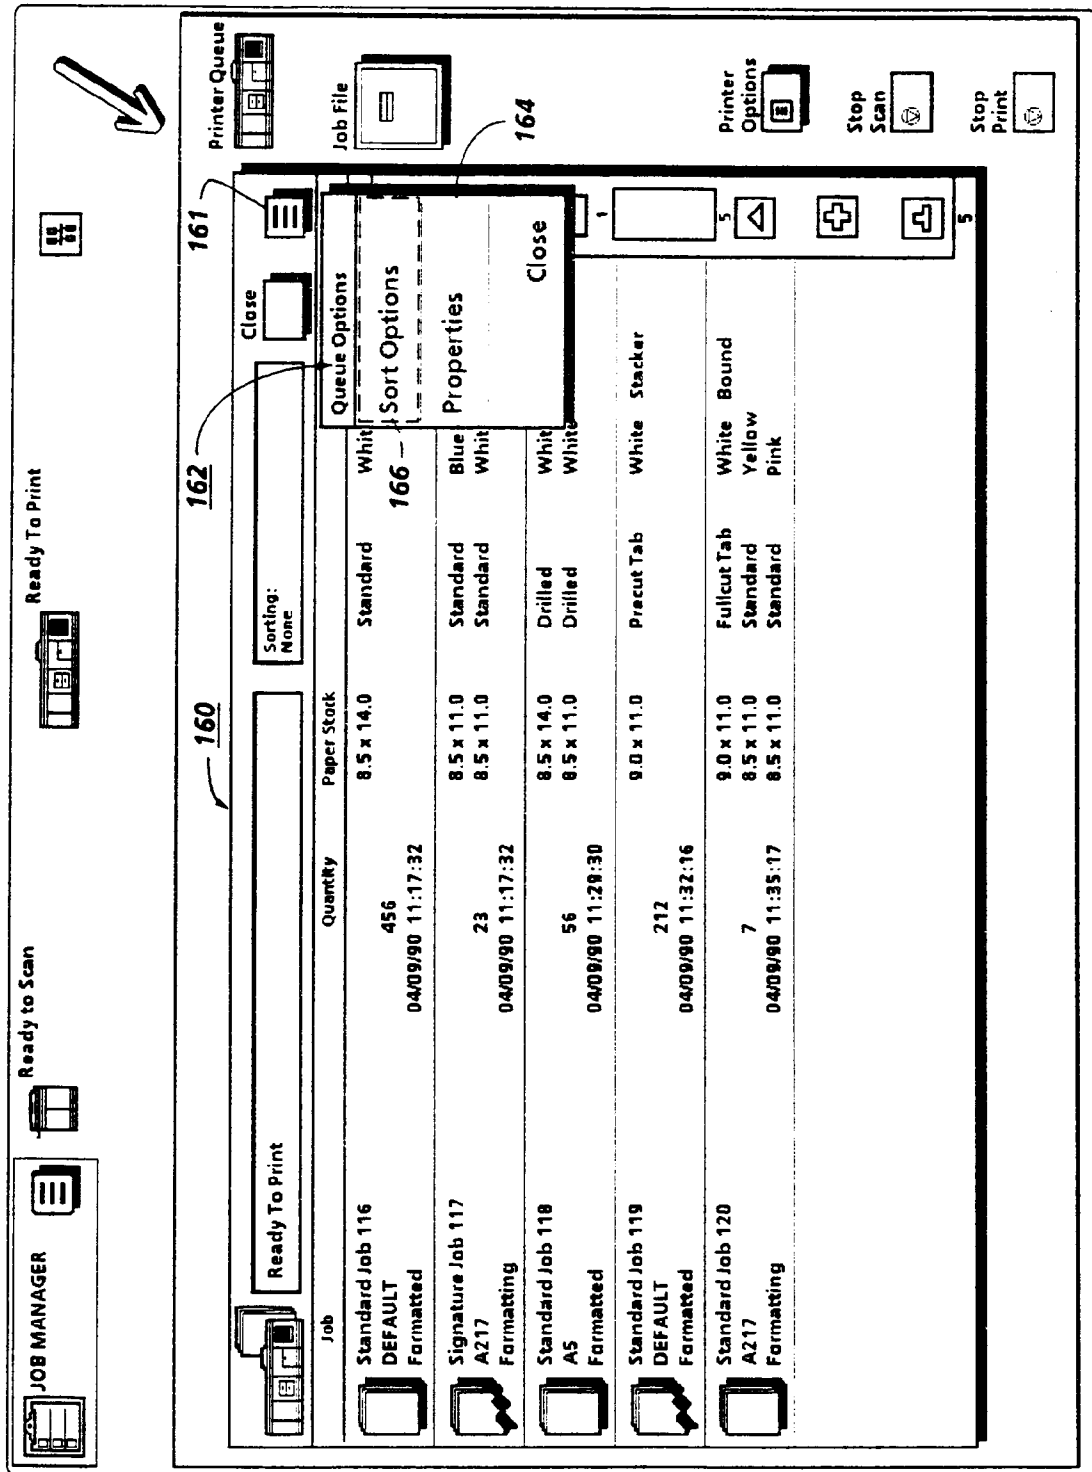 JOB MANAGER
Ready to Scan
Ready To Print
160
162
161
Ready To Print
Sorting:
None
Close
Printer Queue
Job File
Job Quantity Paper Stock
Queue Options
Sort Options
Properties
Close
164
166
Standard Job 116 8.5 x 14.0 Standard Whit
DEFAULT 456
Formatted 04/09/90 11:17:32
Signature Job 117 8.5 x 11.0 Standard Blue
A217 23 8.5 x 11.0 Standard Whit
Formatting 04/09/90 11:17:32
Standard Job 118 8.5 x 14.0 Drilled Whit
A5 56 8.5 x 11.0 Drilled White
Formatted 04/09/90 11:29:30
Standard Job 119 9.0 x 11.0 Precut Tab White Stacker
DEFAULT 212
Formatted 04/09/90 11:32:16
Standard Job 120 9.0 x 11.0 Fullcut Tab White Bound
A217 7 8.5 x 11.0 Standard Yellow
Formatting 04/09/90 11:35:17 8.5 x 11.0 Standard Pink
1
5
5
Printer
Options
Stop
Scan
Stop
Print